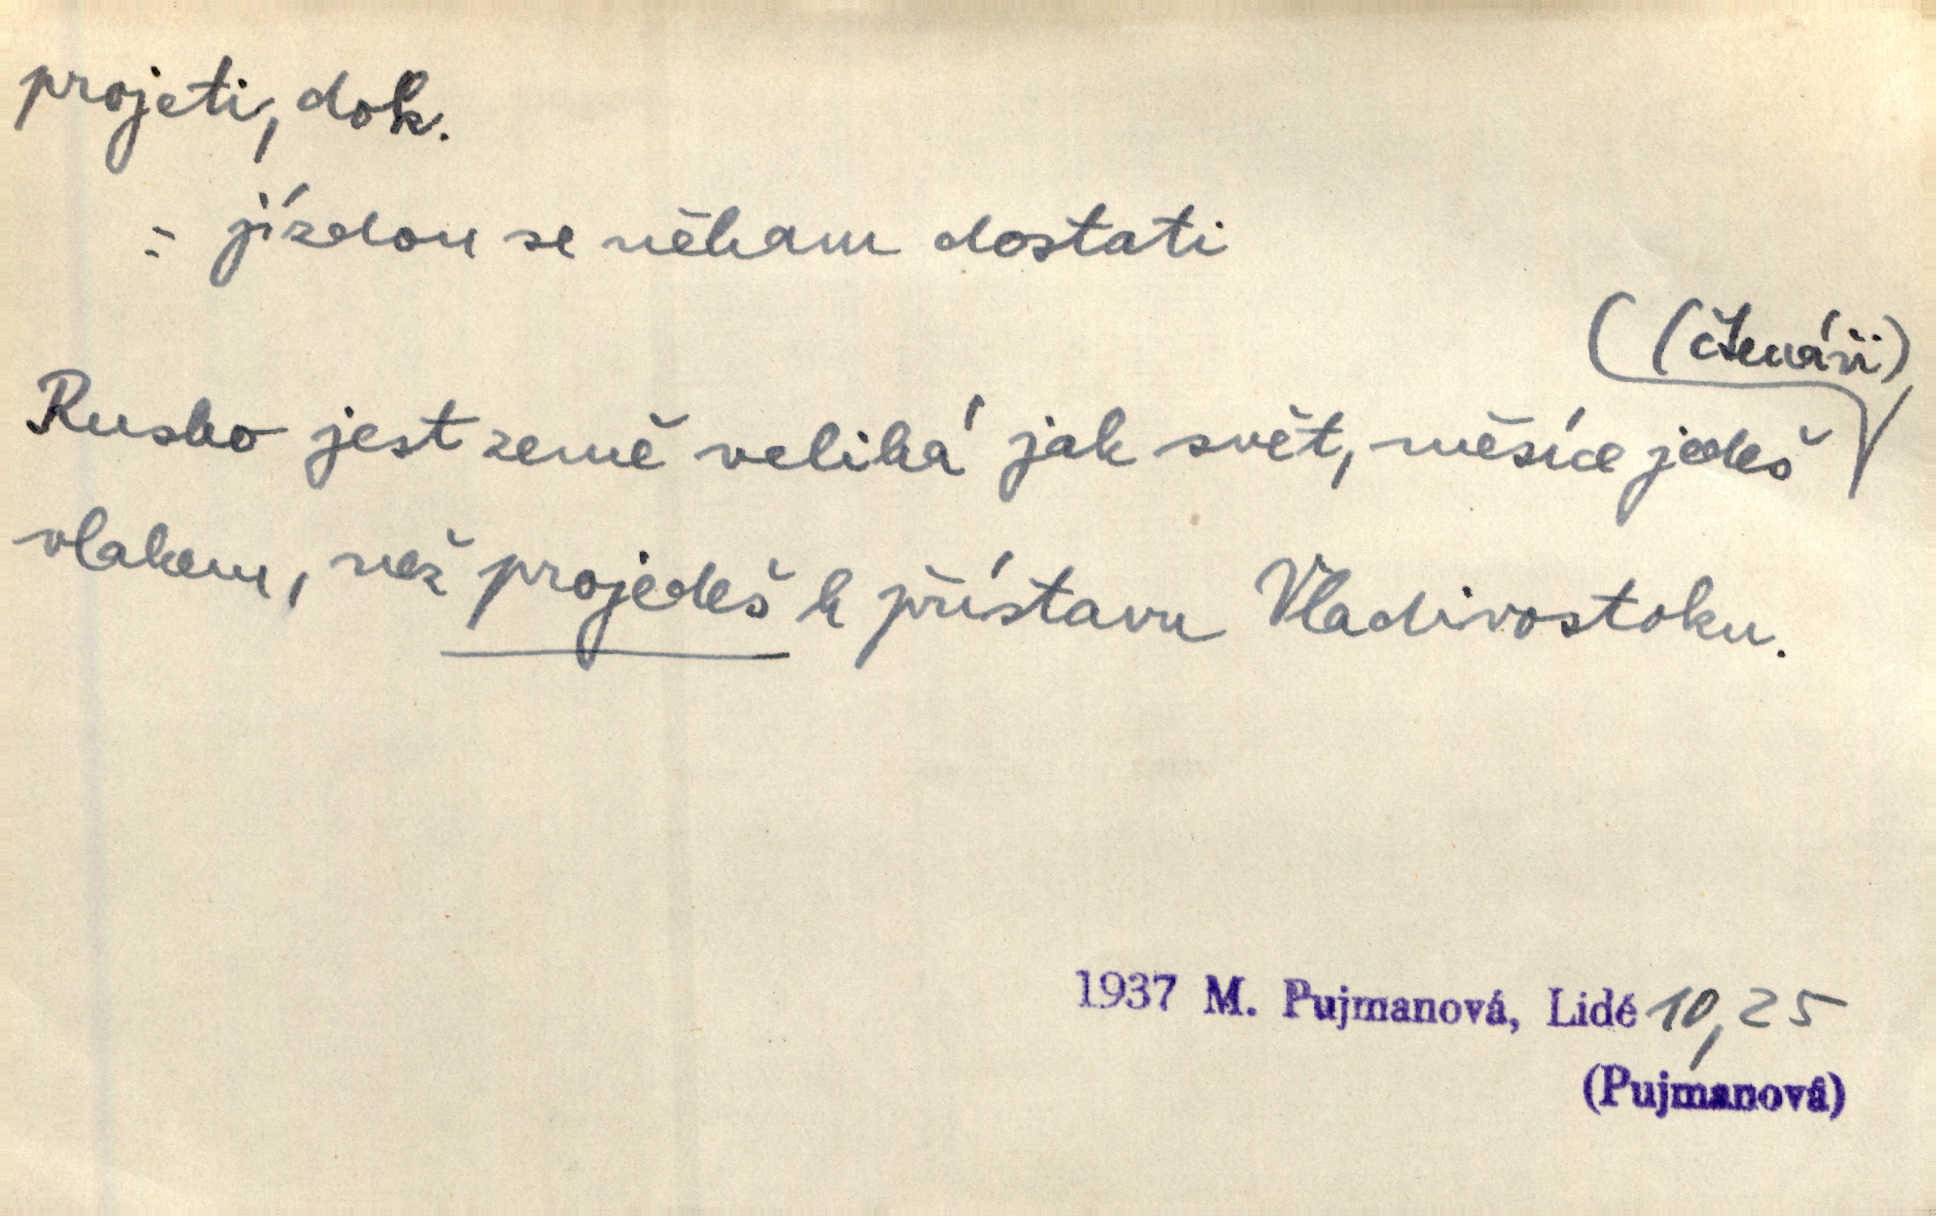 projeti, dok.
= jízdou se někam dostati
(čtenáři)
Rusko jest země veliká jak svět, měsíce jedeš
vlakem, než projedeš k přístavu Vladivostoku.
1937 M. Pujmanová, Lidé 10,25
(Pujmanová)